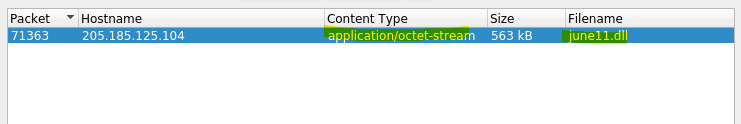 Packet Hostname Content Type Size Filename
71363 205.185.125.104 application/octet-stream 563 kB june11.dll